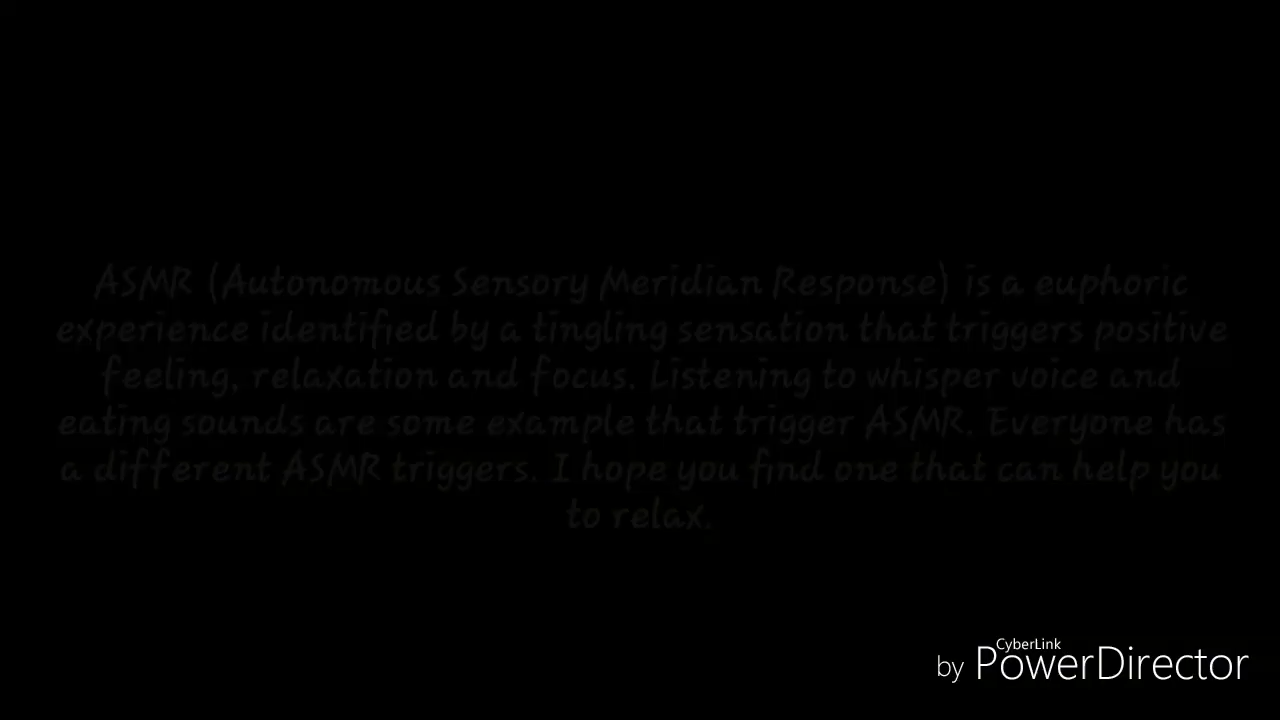 ASMR (Autonomous Sensory Meridian Response) is a euphoric
experience identified by a tingling sensation that triggers positive
feeling, relaxation and focus. Listening to whisper voice and
eating sounds are some example that trigger ASMR. Everyone has
a different ASMR triggers. I hope you find one that can help you
to relax.
CyberLink
by PowerDirector